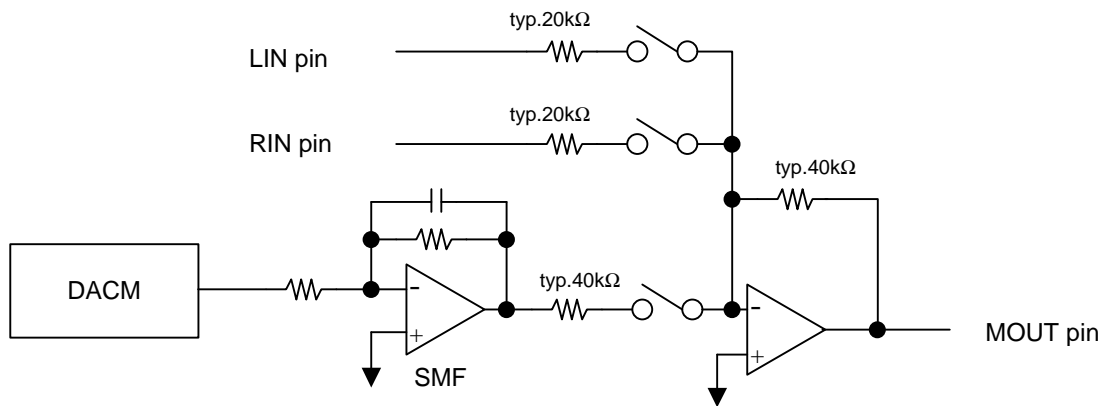 typ.20kΩ
LIN pin
typ.20kΩ
RIN pin
typ.40kΩ
DACM
-
+
SMF
typ.40kΩ
-
+
MOUT pin